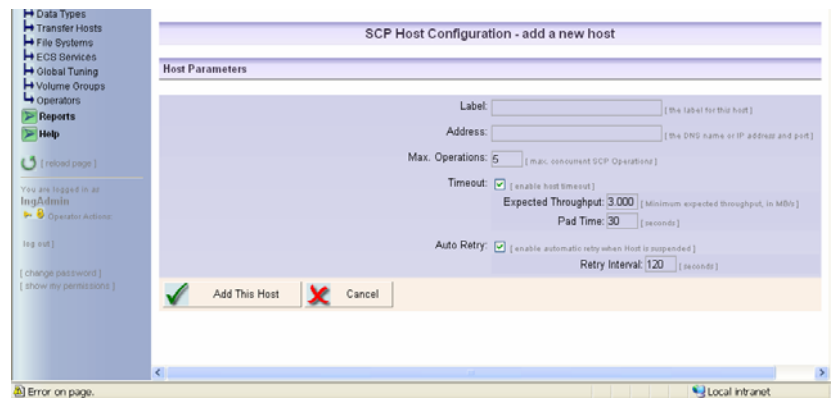 Data Types
Transfer Hosts
File Systems
ECS Services
Global Tuning
Volume Groups
Operators
Reports
Help
[ reload page ]
You are logged in as
IngAdmin
Operator Actions
log out ]
[ change password ]
[ show my permissions ]
SCP Host Configuration - add a new host
Host Parameters
Label: [ the label for this host ]
Address: [ the DNS name or IP address and port ]
Max. Operations: 5 [ max. concurrent SCP Operations ]
Timeout: [ enable host timeout ]
Expected Throughput: 3.000 [ Minimum expected throughput, in MB/s ]
Pad Time: 30 [ seconds ]
Auto Retry: [ enable automatic retry when Host is suspended ]
Retry Interval: 120 [ seconds ]
Add This Host Cancel
Error on page. Local intranet